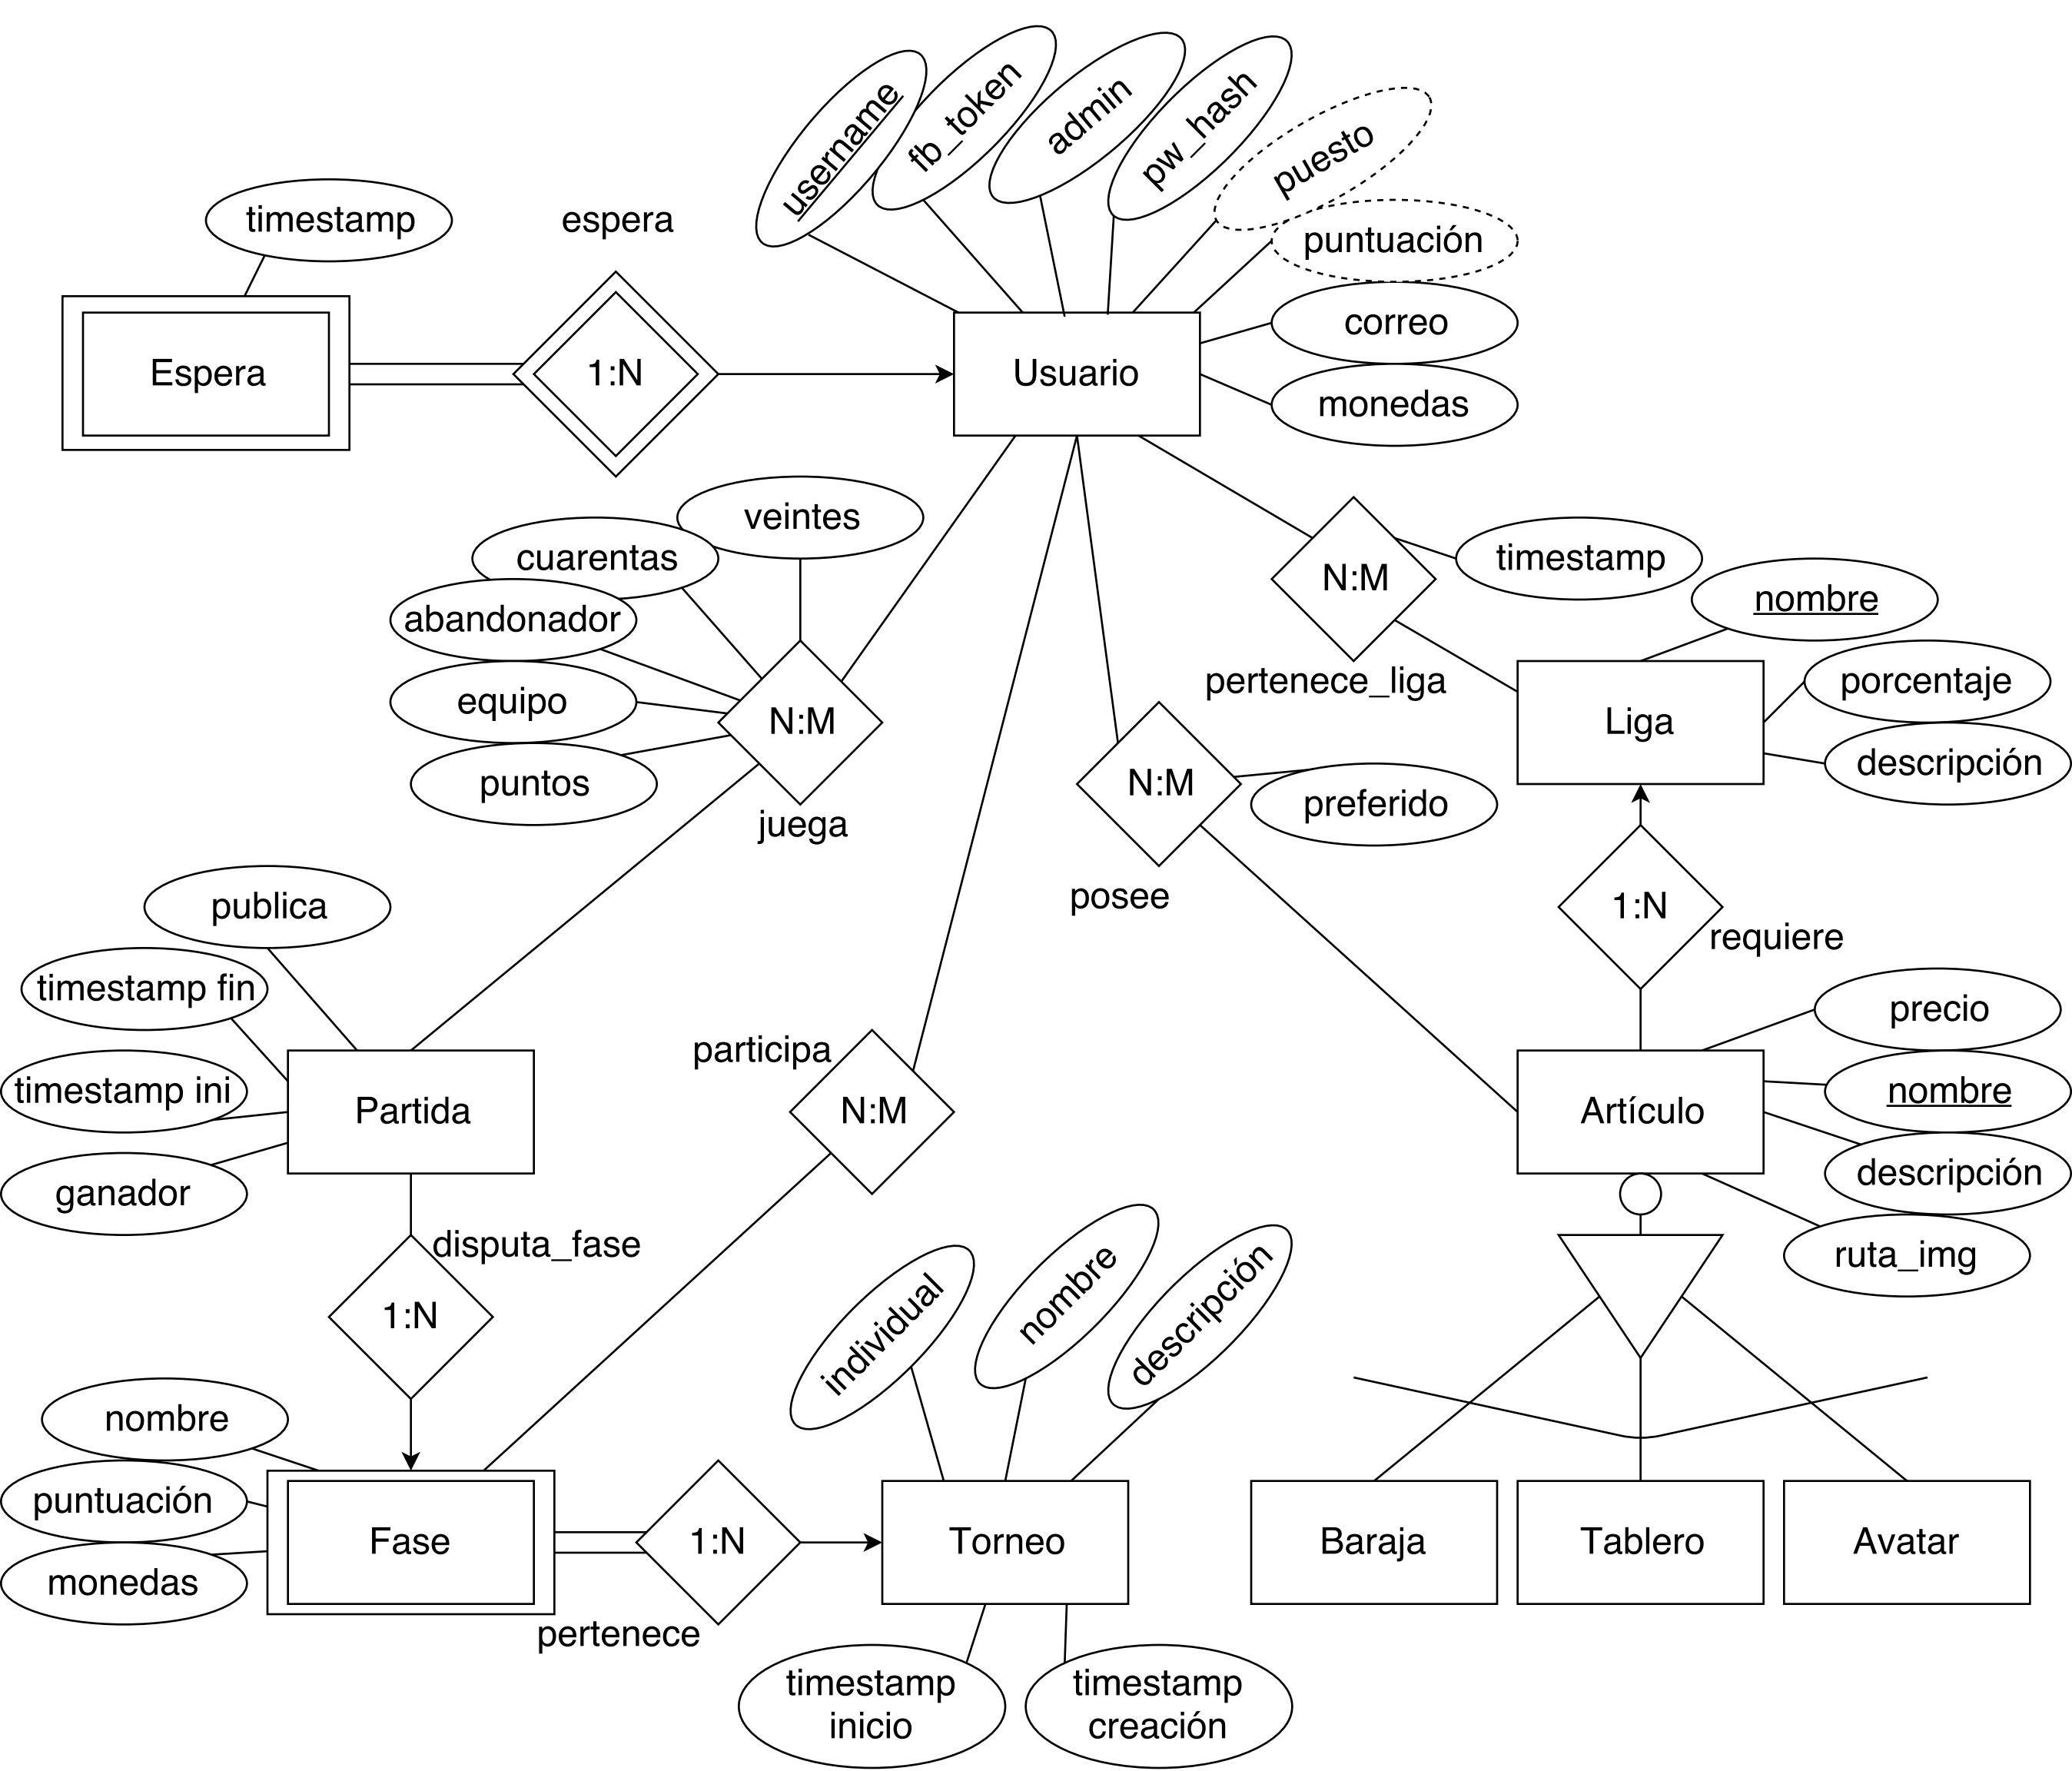 username
fb_token
admin
pw_hash
puesto
timestamp
espera
puntuación
correo
Espera
1:N
Usuario
monedas
veintes
cuarentas
timestamp
N:M
nombre
abandonador
pertenece_liga
porcentaje
equipo
N:M
Liga
puntos
N:M
preferido
descripción
juega
publica
posee
1:N
requiere
timestamp fin
participa
precio
timestamp ini
Partida
N:M
Artículo
nombre
ganador
descripción
disputa_fase
ruta_img
1:N
individual
nombre
descripción
nombre
puntuación
Fase
1:N
Torneo
Baraja
Tablero
Avatar
monedas
pertenece
timestamp
inicio
timestamp
creación